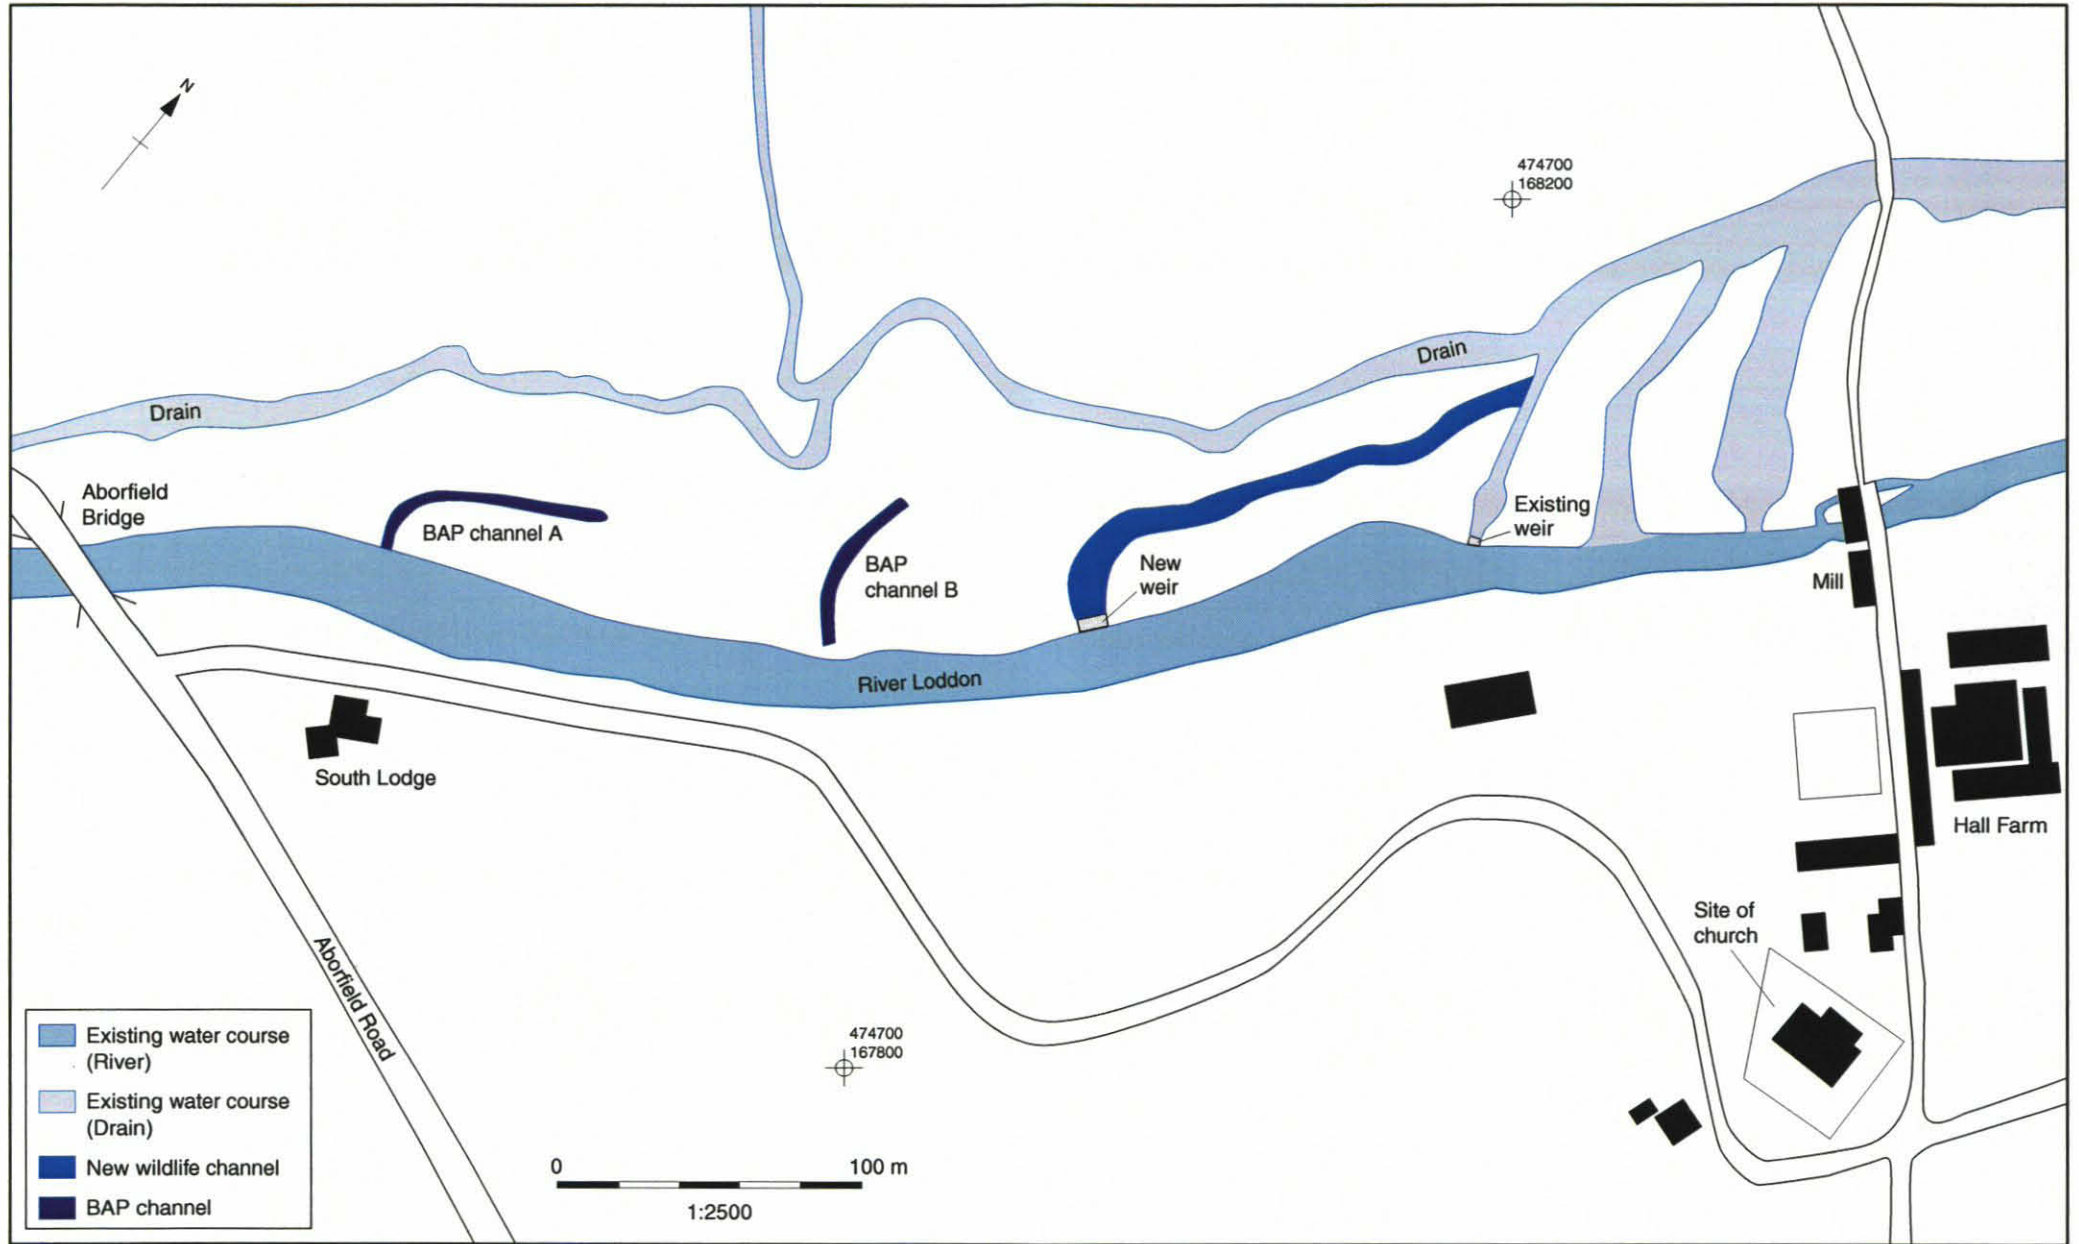 N
474700
168200
Drain
Drain
Aborfield
Bridge
BAP channel A
BAP
channel B
New
weir
Existing
weir
Mill
River Loddon
South Lodge
Hall Farm
Site of
church
Aborfield Road
474700
167800
Existing water course
(River)
Existing water course
(Drain)
New wildlife channel
BAP channel
0 100 m
1:2500